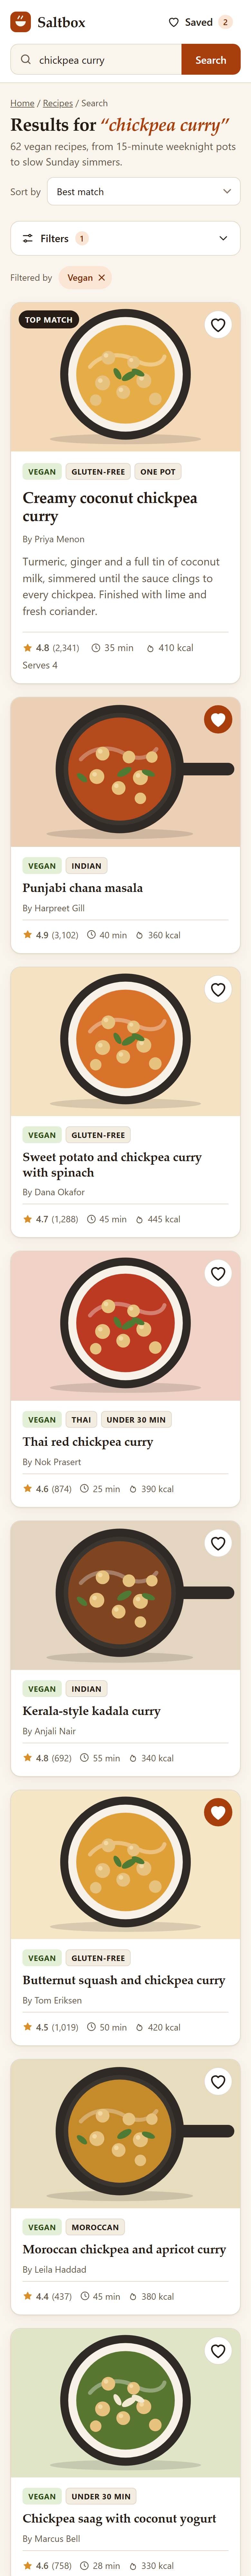 Saltbox
Saved 2
chickpea curry
Search
Home / Recipes / Search
Results for “chickpea curry”
62 vegan recipes, from 15-minute weeknight pots
to slow Sunday simmers.
Sort by
Best match
Filters 1
Filtered by
Vegan
TOP MATCH
VEGAN
GLUTEN-FREE
ONE POT
Creamy coconut chickpea
curry
By Priya Menon
Turmeric, ginger and a full tin of coconut
milk, simmered until the sauce clings to
every chickpea. Finished with lime and
fresh coriander.
4.8 (2,341) 35 min 410 kcal
Serves 4
VEGAN
INDIAN
Punjabi chana masala
By Harpreet Gill
4.9 (3,102) 40 min 360 kcal
VEGAN
GLUTEN-FREE
Sweet potato and chickpea curry
with spinach
By Dana Okafor
4.7 (1,288) 45 min 445 kcal
VEGAN
THAI
UNDER 30 MIN
Thai red chickpea curry
By Nok Prasert
4.6 (874) 25 min 390 kcal
VEGAN
INDIAN
Kerala-style kadala curry
By Anjali Nair
4.8 (692) 55 min 340 kcal
VEGAN
GLUTEN-FREE
Butternut squash and chickpea curry
By Tom Eriksen
4.5 (1,019) 50 min 420 kcal
VEGAN
MOROCCAN
Moroccan chickpea and apricot curry
By Leila Haddad
4.4 (437) 45 min 380 kcal
VEGAN
UNDER 30 MIN
Chickpea saag with coconut yogurt
By Marcus Bell
4.6 (758) 28 min 330 kcal